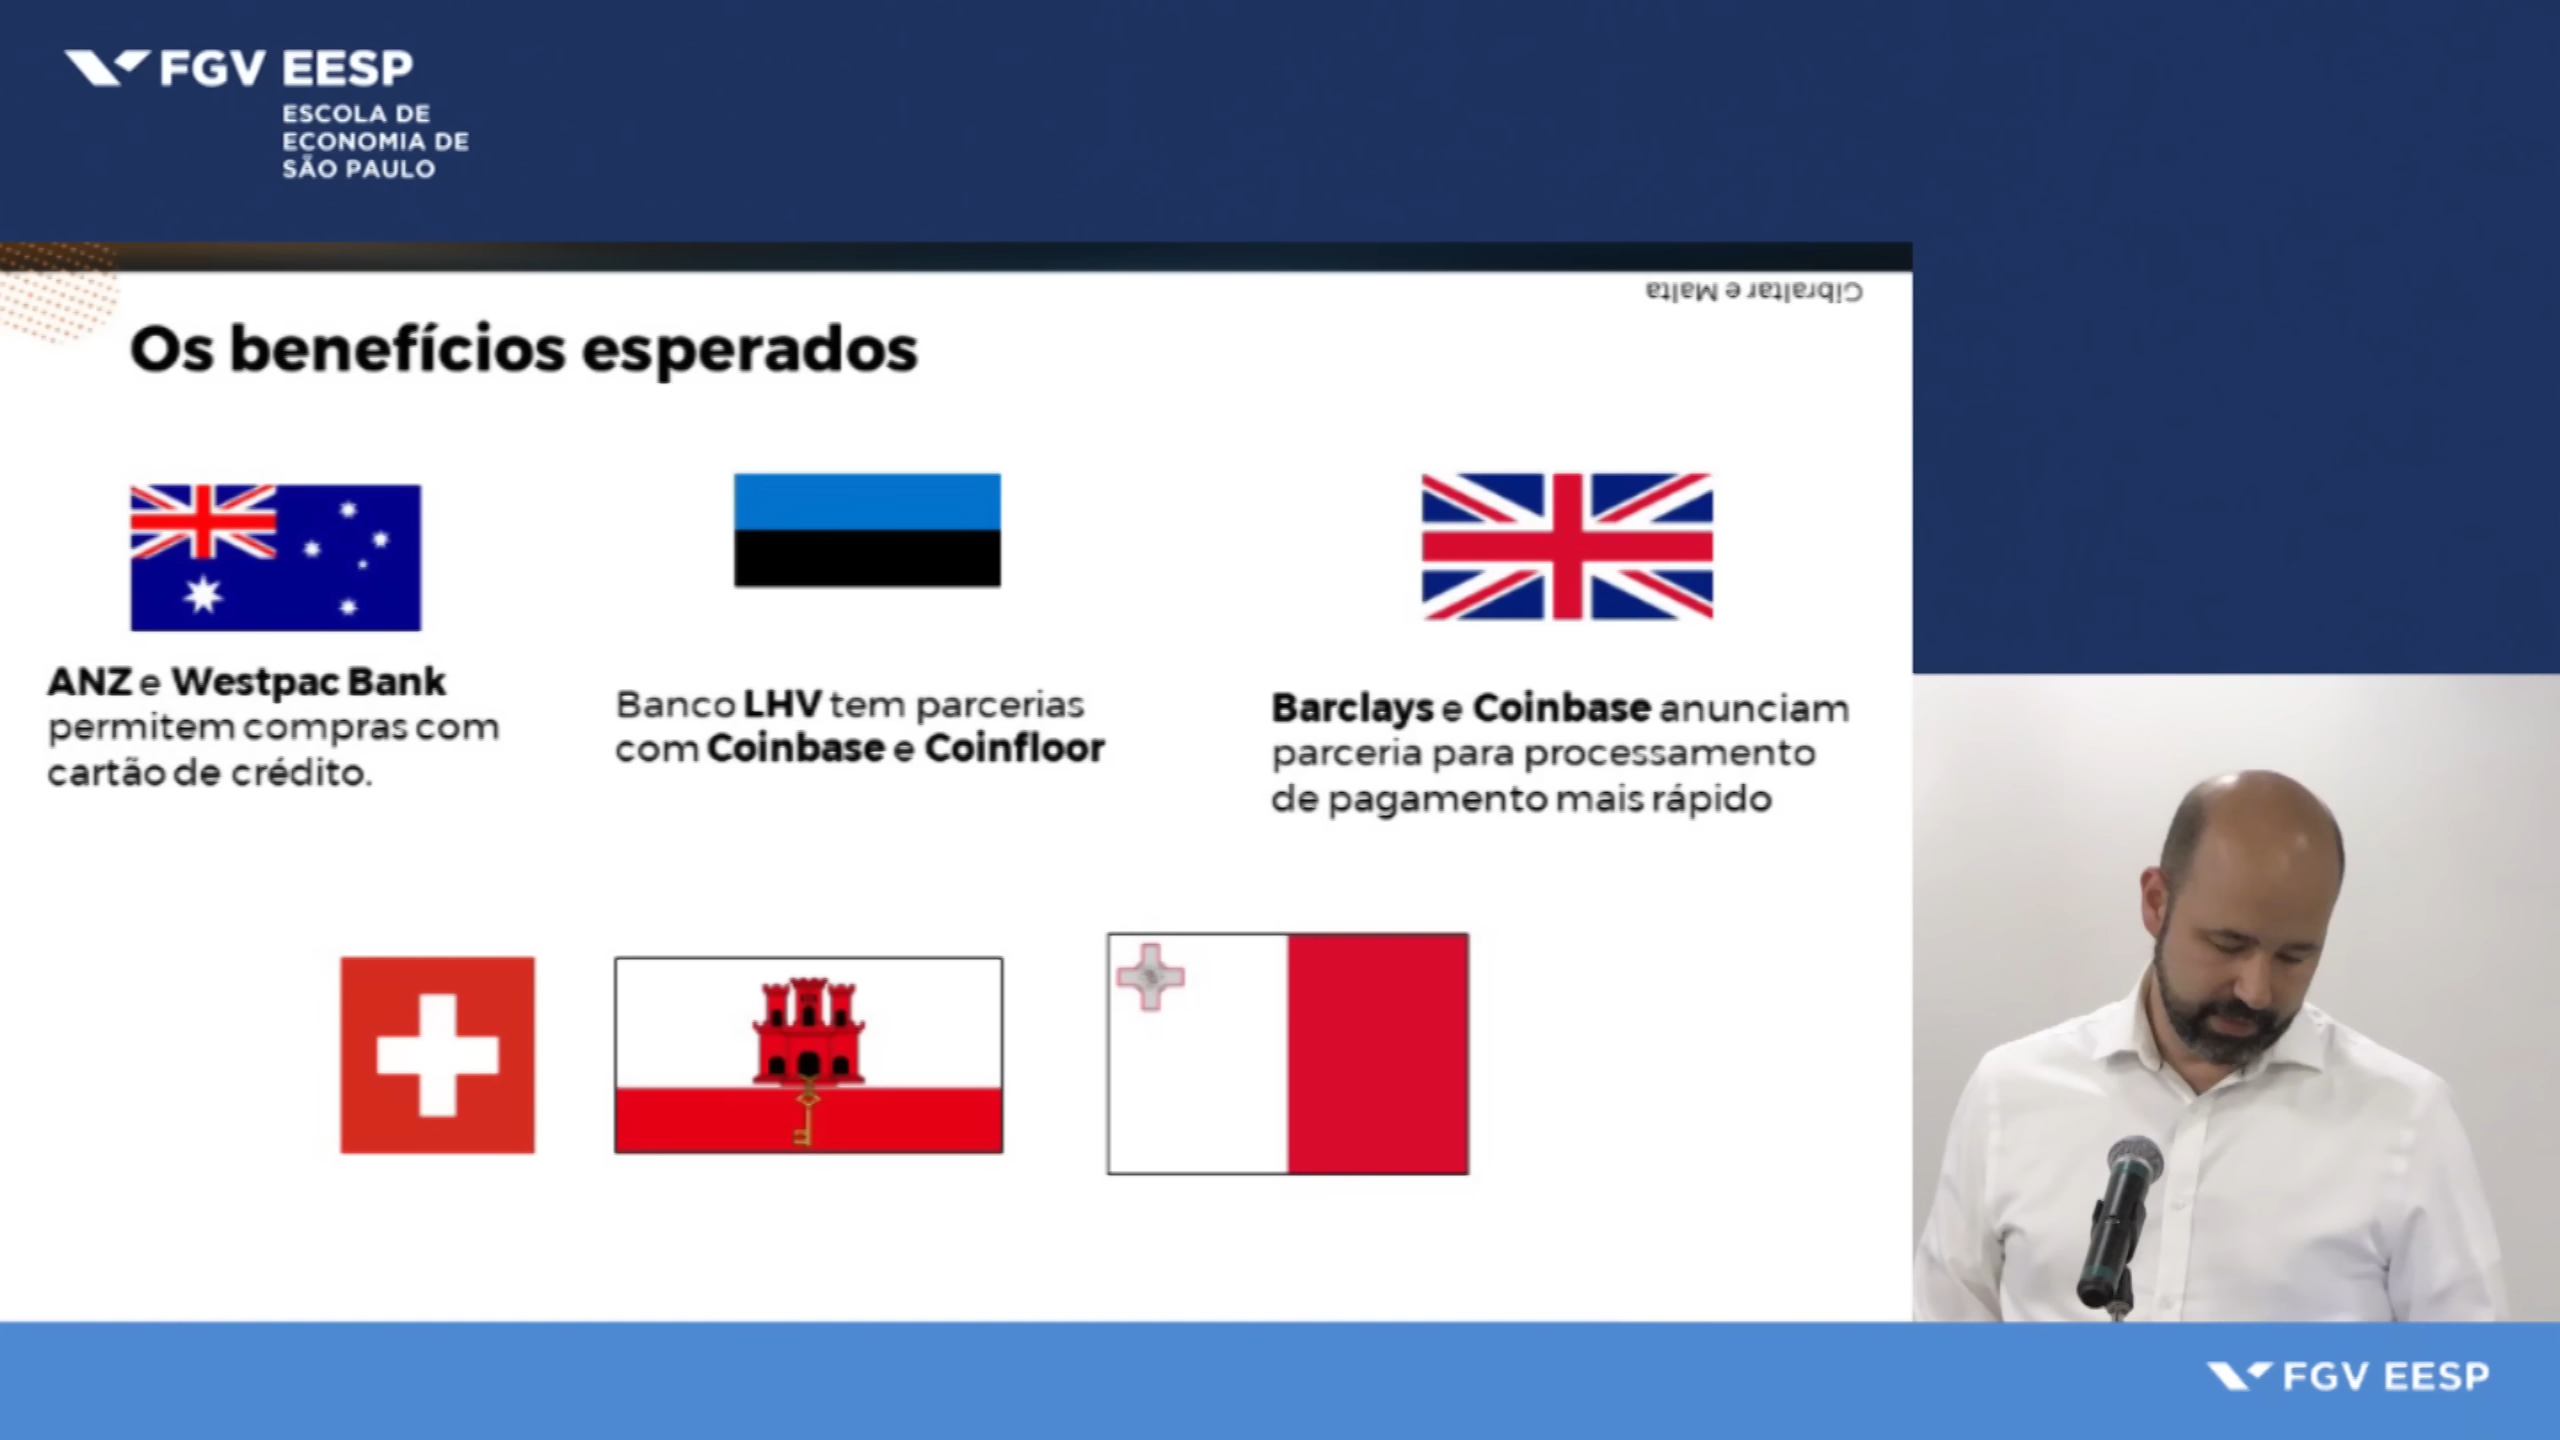 FGV EESP
ESCOLA DE
ECONOMIA DE
SÃO PAULO
Gibraltar e Malta
Os benefícios esperados
ANZ e Westpac Bank
permitem compras com
cartão de crédito.
Banco LHV tem parcerias
com Coinbase e Coinfloor
Barclays e Coinbase anunciam
parceria para processamento
de pagamento mais rápido
FGV EESP